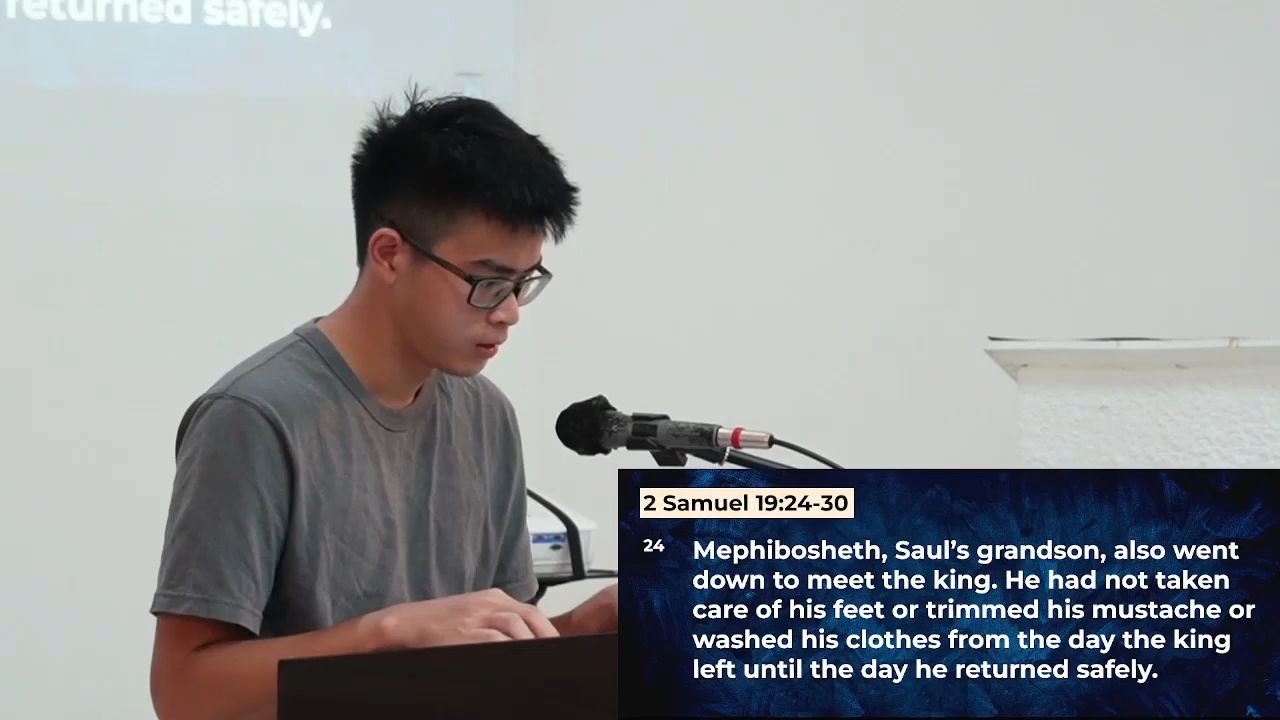 returned safely.
2 Samuel 19:24-30
24 Mephibosheth, Saul’s grandson, also went
down to meet the king. He had not taken
care of his feet or trimmed his mustache or
washed his clothes from the day the king
left until the day he returned safely.